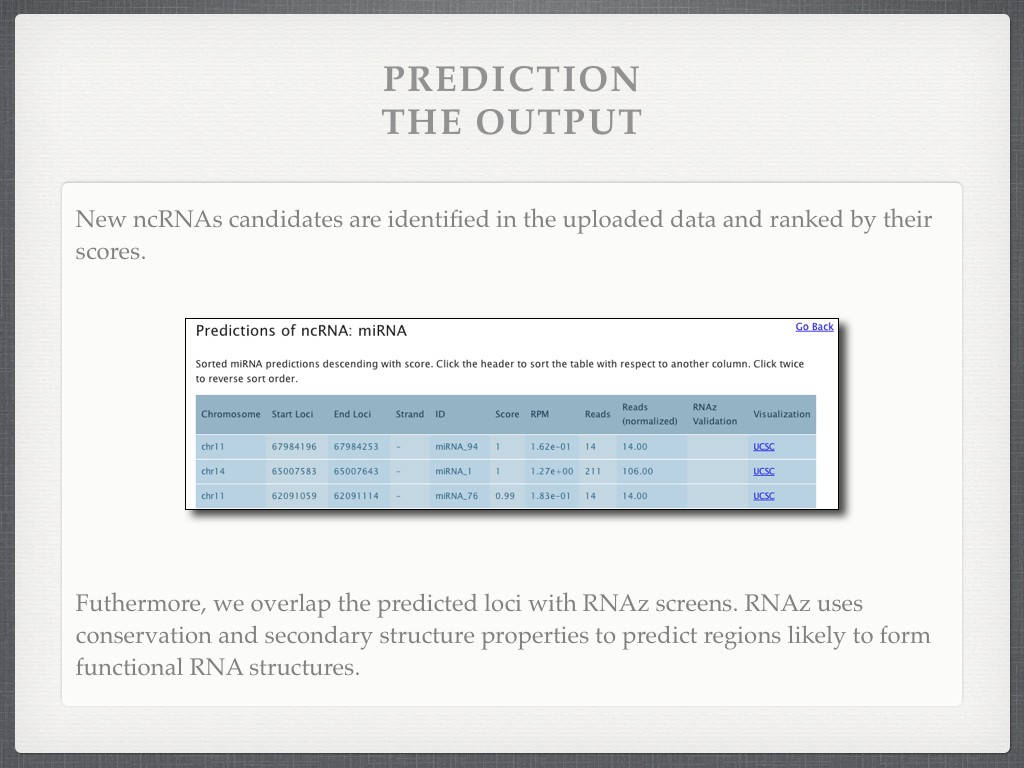 PREDICTION
THE OUTPUT
New ncRNAs candidates are identified in the uploaded data and ranked by their
scores.
Predictions of ncRNA: miRNA
Go Back
Sorted miRNA predictions descending with score. Click the header to sort the table with respect to another column. Click twice
to reverse sort order.
Chromosome Start Loci End Loci Strand ID Score RPM Reads Reads (normalized) RNAz Validation Visualization
chr11 67984196 67984253 - miRNA_94 1 1.62e-01 14 14.00 UCSC
chr14 65007583 65007643 - miRNA_1 1 1.27e+00 211 106.00 UCSC
chr11 62091059 62091114 - miRNA_76 0.99 1.83e-01 14 14.00 UCSC
Futhermore, we overlap the predicted loci with RNAz screens. RNAz uses
conservation and secondary structure properties to predict regions likely to form
functional RNA structures.